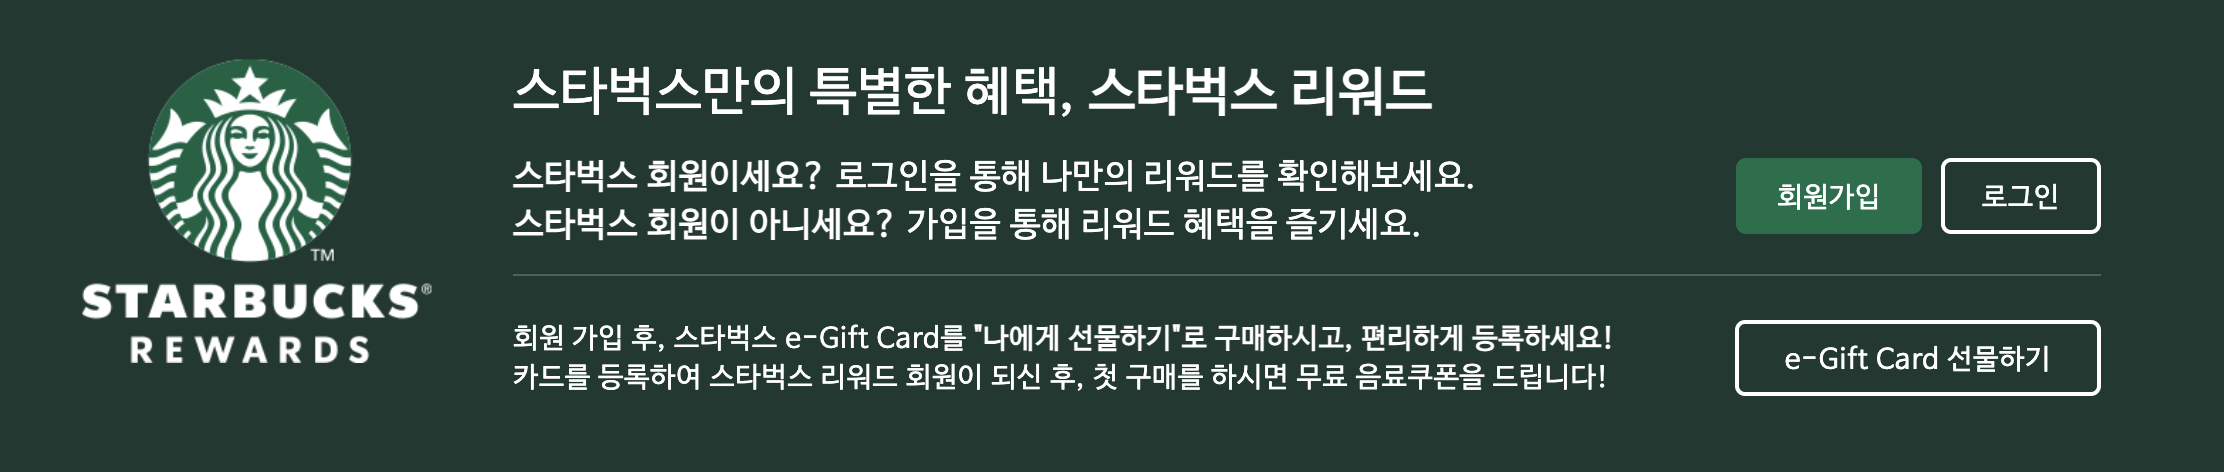 스타벅스만의 특별한 혜택, 스타벅스 리워드
스타벅스 회원이세요? 로그인을 통해 나만의 리워드를 확인해보세요.
스타벅스 회원이 아니세요? 가입을 통해 리워드 혜택을 즐기세요.
회원가입
로그인
TM
STARBUCKS®
REWARDS
회원 가입 후, 스타벅스 e-Gift Card를 "나에게 선물하기"로 구매하시고, 편리하게 등록하세요!
카드를 등록하여 스타벅스 리워드 회원이 되신 후, 첫 구매를 하시면 무료 음료쿠폰을 드립니다!
e-Gift Card 선물하기